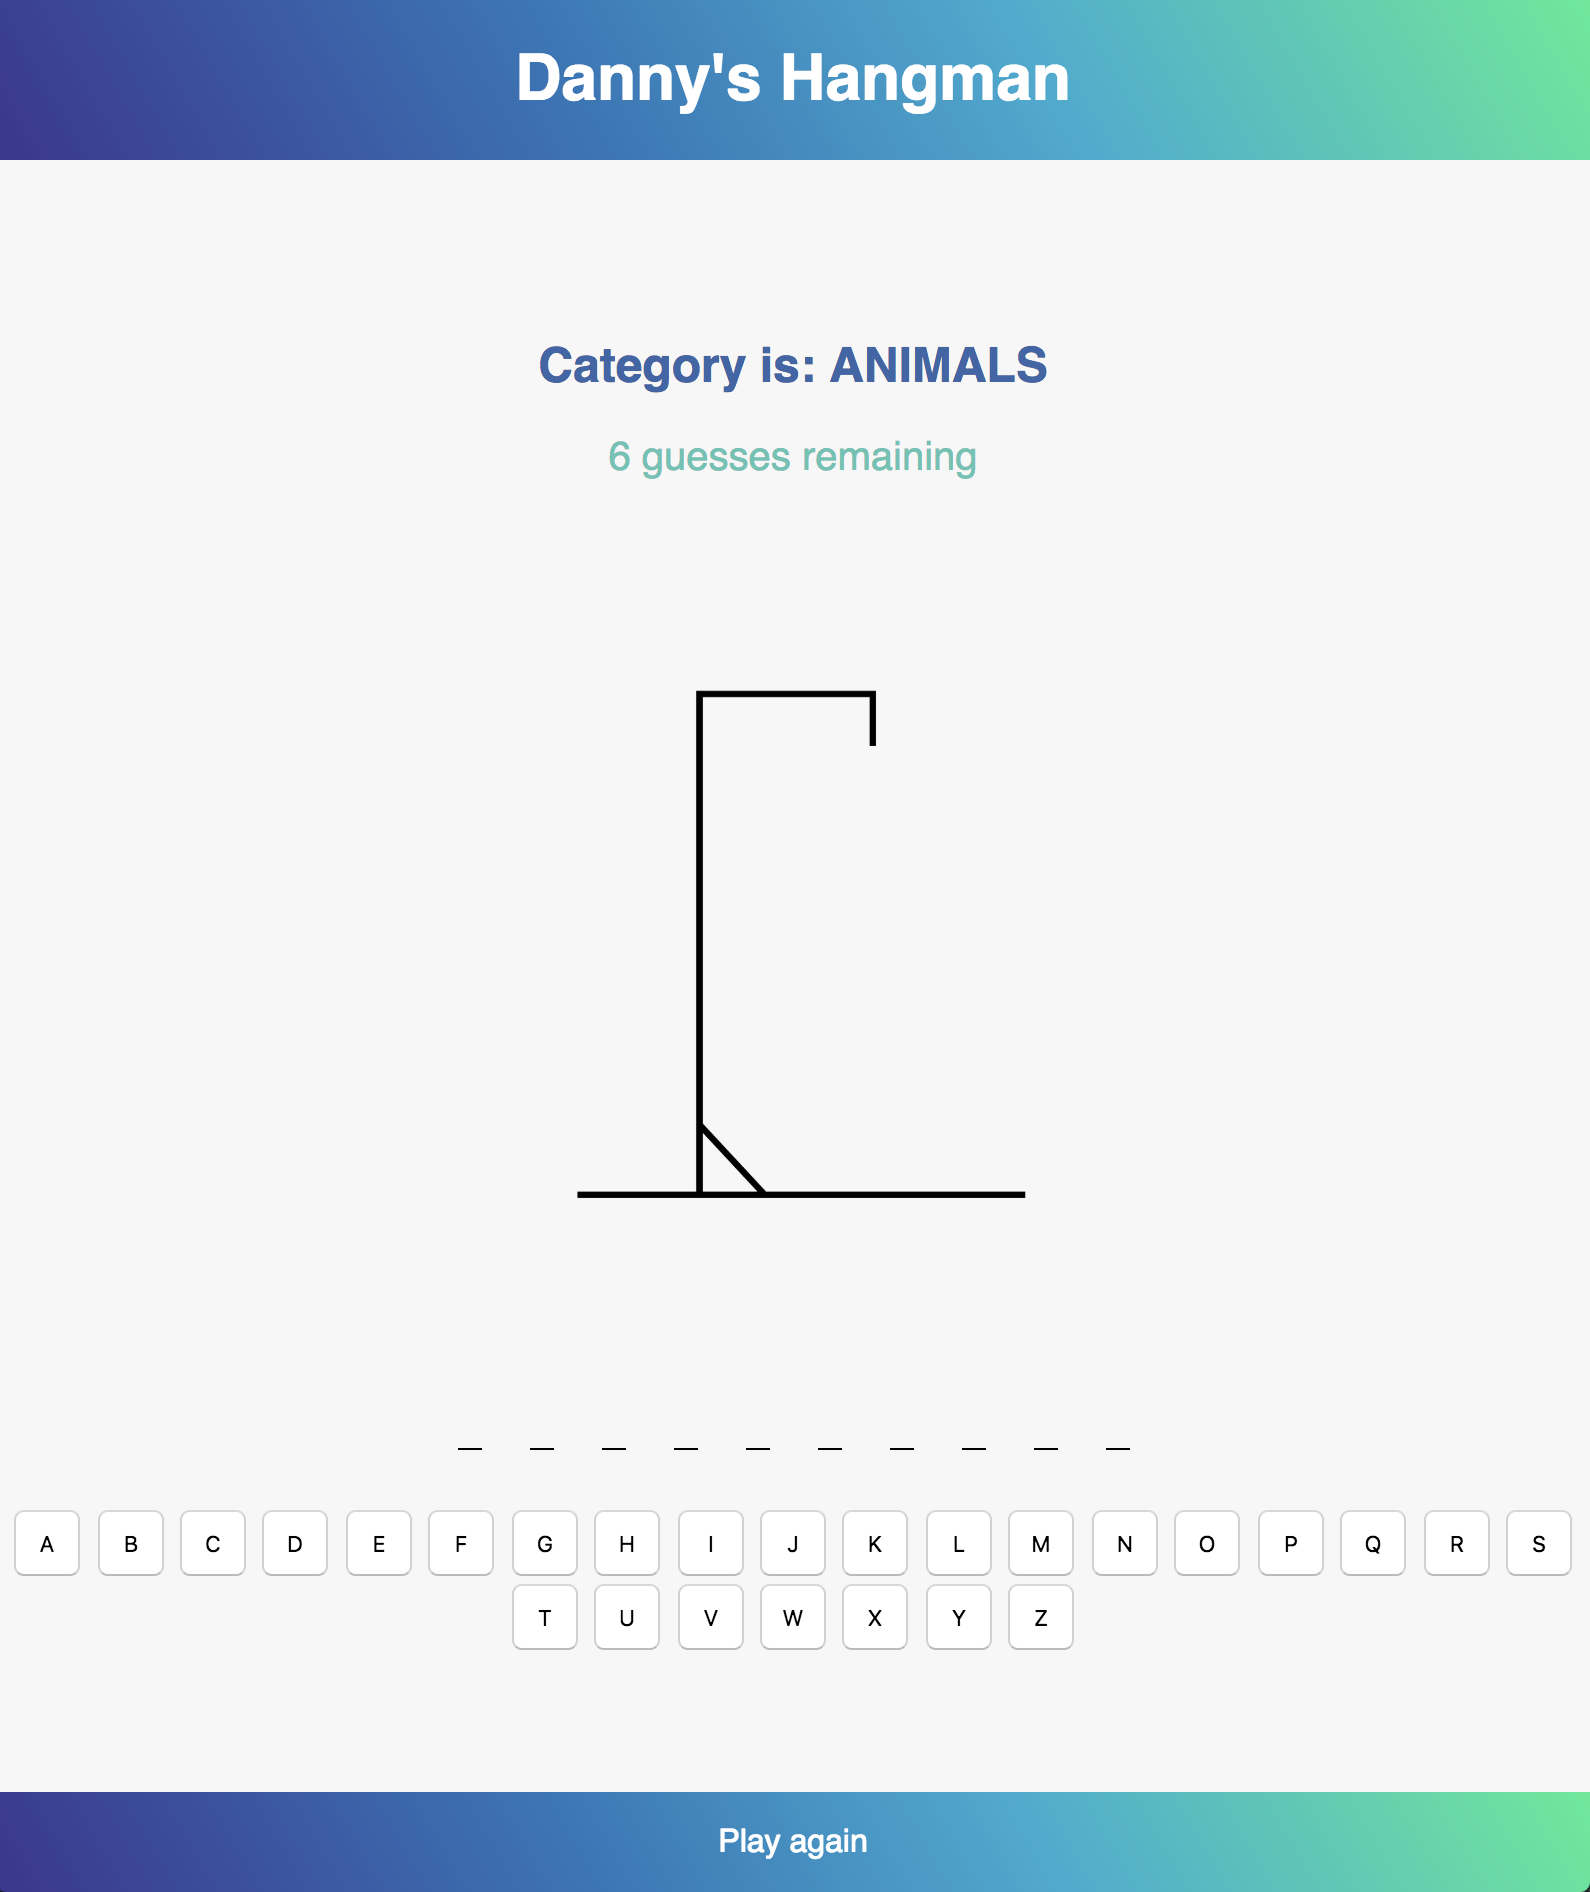 Danny's Hangman
Category is: ANIMALS
6 guesses remaining
_ _ _ _ _ _ _ _ _ _
A B C D E F G H I J K L M N O P Q R S
T U V W X Y Z
Play again